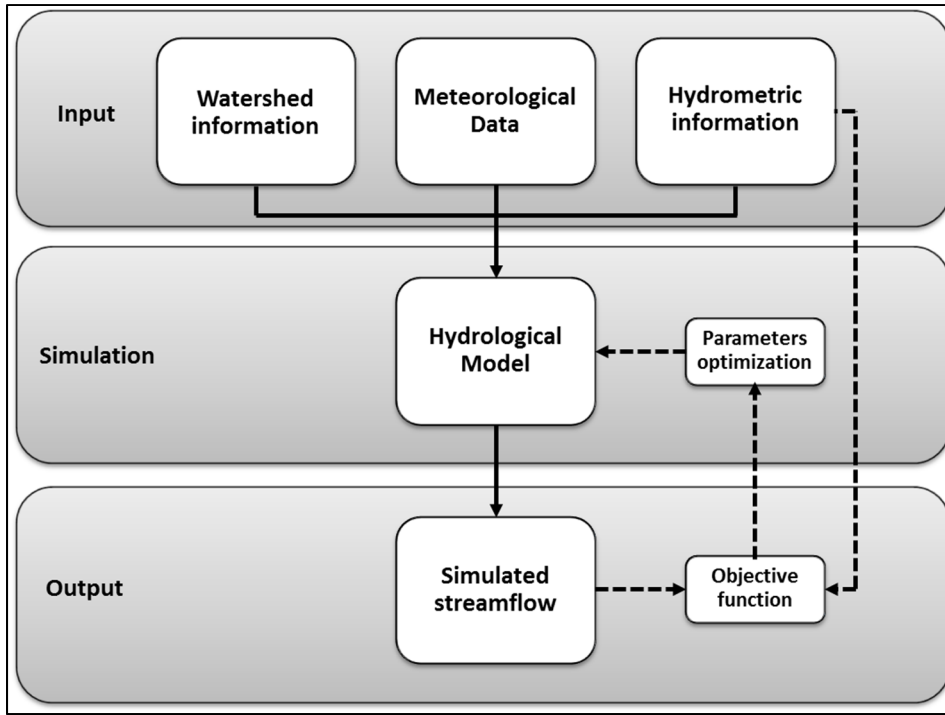 Input
Watershed
information
Meteorological
Data
Hydrometric
information
Simulation
Hydrological
Model
Parameters
optimization
Output
Simulated
streamflow
Objective
function